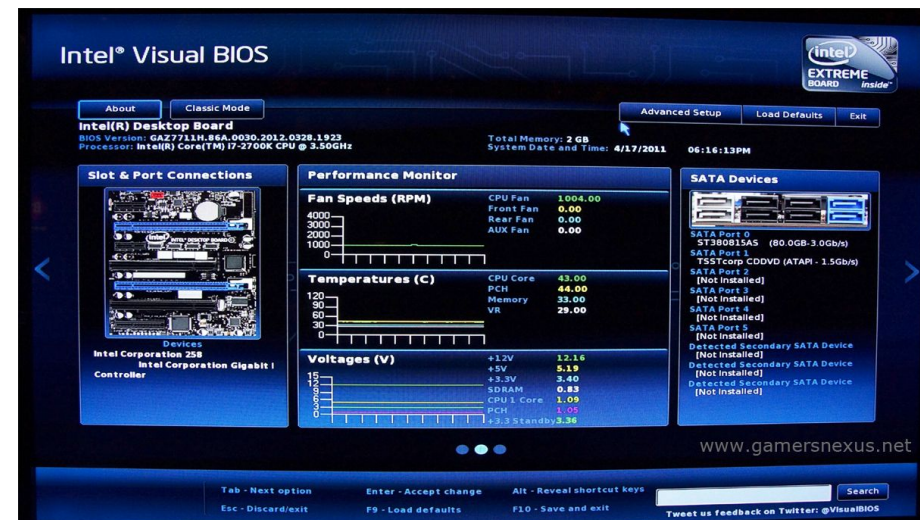 Intel® Visual BIOS
intel
EXTREME
BOARD inside™
About
Classic Mode
Advanced Setup
Load Defaults
Exit
Intel(R) Desktop Board
BIOS Version: GAZ7711H.86A.0030.2012.0328.1923
Processor: Intel(R) Core(TM) i7-2700K CPU @ 3.50GHz
Total Memory: 2 GB
System Date and Time: 4/17/2011 06:16:13PM
Slot & Port Connections
intel INTEL® DESKTOP BOARD
Devices
Intel Corporation 258
Intel Corporation Gigabit
Controller
Performance Monitor
Fan Speeds (RPM)
4000
3000
2000
1000
0
CPU Fan 1004.00
Front Fan 0.00
Rear Fan 0.00
AUX Fan 0.00
Temperatures (C)
120
90
60
30
0
CPU Core 43.00
PCH 44.00
Memory 33.00
VR 29.00
Voltages (V)
15
12
9
6
3
0
+12V 12.16
+5V 5.19
+3.3V 3.40
SDRAM 0.83
CPU 1 Core 1.09
PCH 1.05
+3.3 Standby 3.36
SATA Devices
SATA Port 0
ST380815AS (80.0GB-3.0Gb/s)
SATA Port 1
TSSTcorp CDDVD (ATAPI - 1.5Gb/s)
SATA Port 2
[Not Installed]
SATA Port 3
[Not Installed]
SATA Port 4
[Not Installed]
SATA Port 5
[Not Installed]
Detected Secondary SATA Device
[Not Installed]
Detected Secondary SATA Device
[Not Installed]
Detected Secondary SATA Device
[Not Installed]
www.gamersnexus.net
Tab - Next option
Enter - Accept change
Alt - Reveal shortcut keys
Search
Esc - Discard/exit
F9 - Load defaults
F10 - Save and exit
Tweet us feedback on Twitter: @VisualBIOS